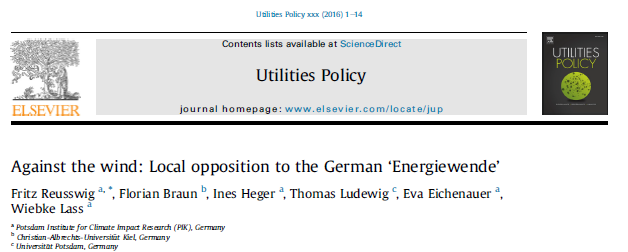 Utilities Policy xxx (2016) 1–14
Contents lists available at ScienceDirect
Utilities Policy
journal homepage: www.elsevier.com/locate/jup
ELSEVIER
UTILITIES
POLICY
Against the wind: Local opposition to the German ‘Energiewende’
Fritz Reusswig a, *, Florian Braun b, Ines Heger a, Thomas Ludewig c, Eva Eichenauer a,
Wiebke Lass a
a Potsdam Institute for Climate Impact Research (PIK), Germany
b Christian-Albrechts-Universität Kiel, Germany
c Universität Potsdam, Germany